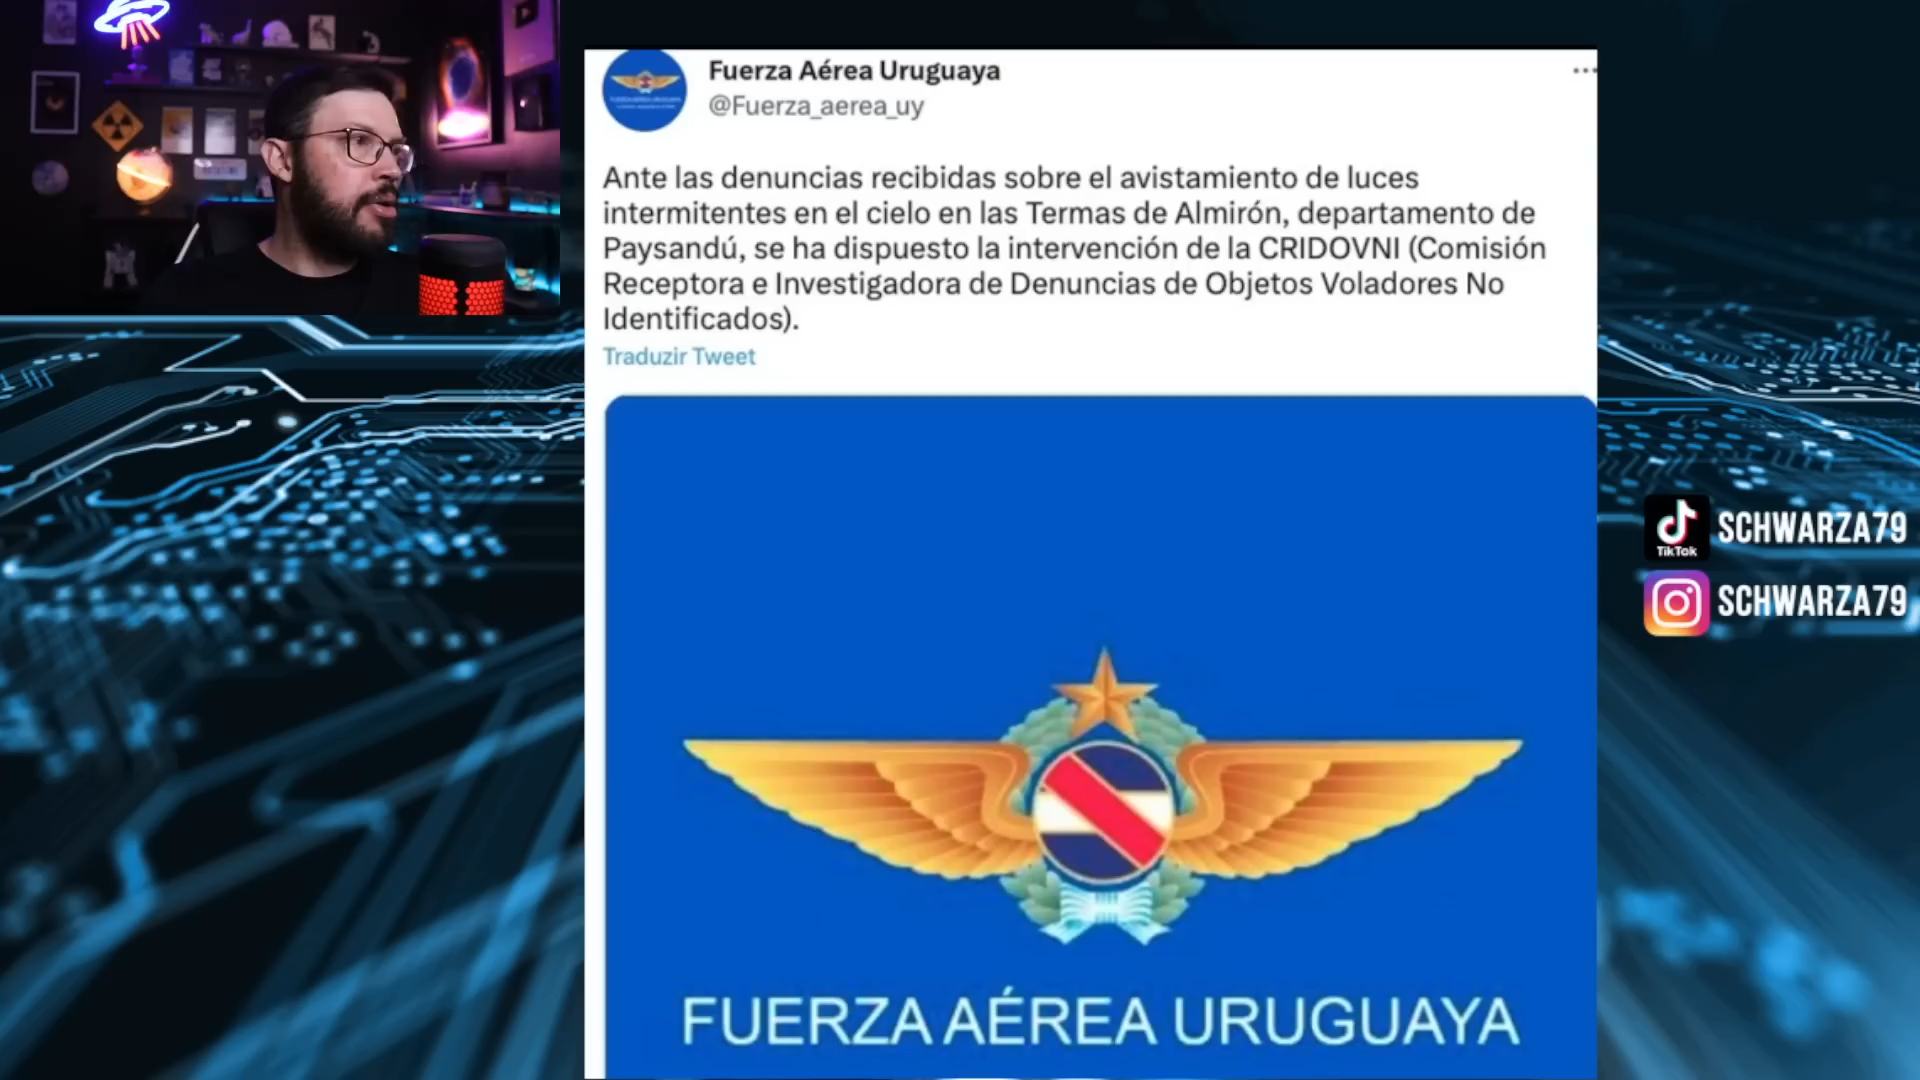 Fuerza Aérea Uruguaya
@Fuerza_aerea_uy
Ante las denuncias recibidas sobre el avistamiento de luces
intermitentes en el cielo en las Termas de Almirón, departamento de
Paysandú, se ha dispuesto la intervención de la CRIDOVNI (Comisión
Receptora e Investigadora de Denuncias de Objetos Voladores No
Identificados).
Traduzir Tweet
FUERZA AÉREA URUGUAYA
TikTok
SCHWARZA79
SCHWARZA79